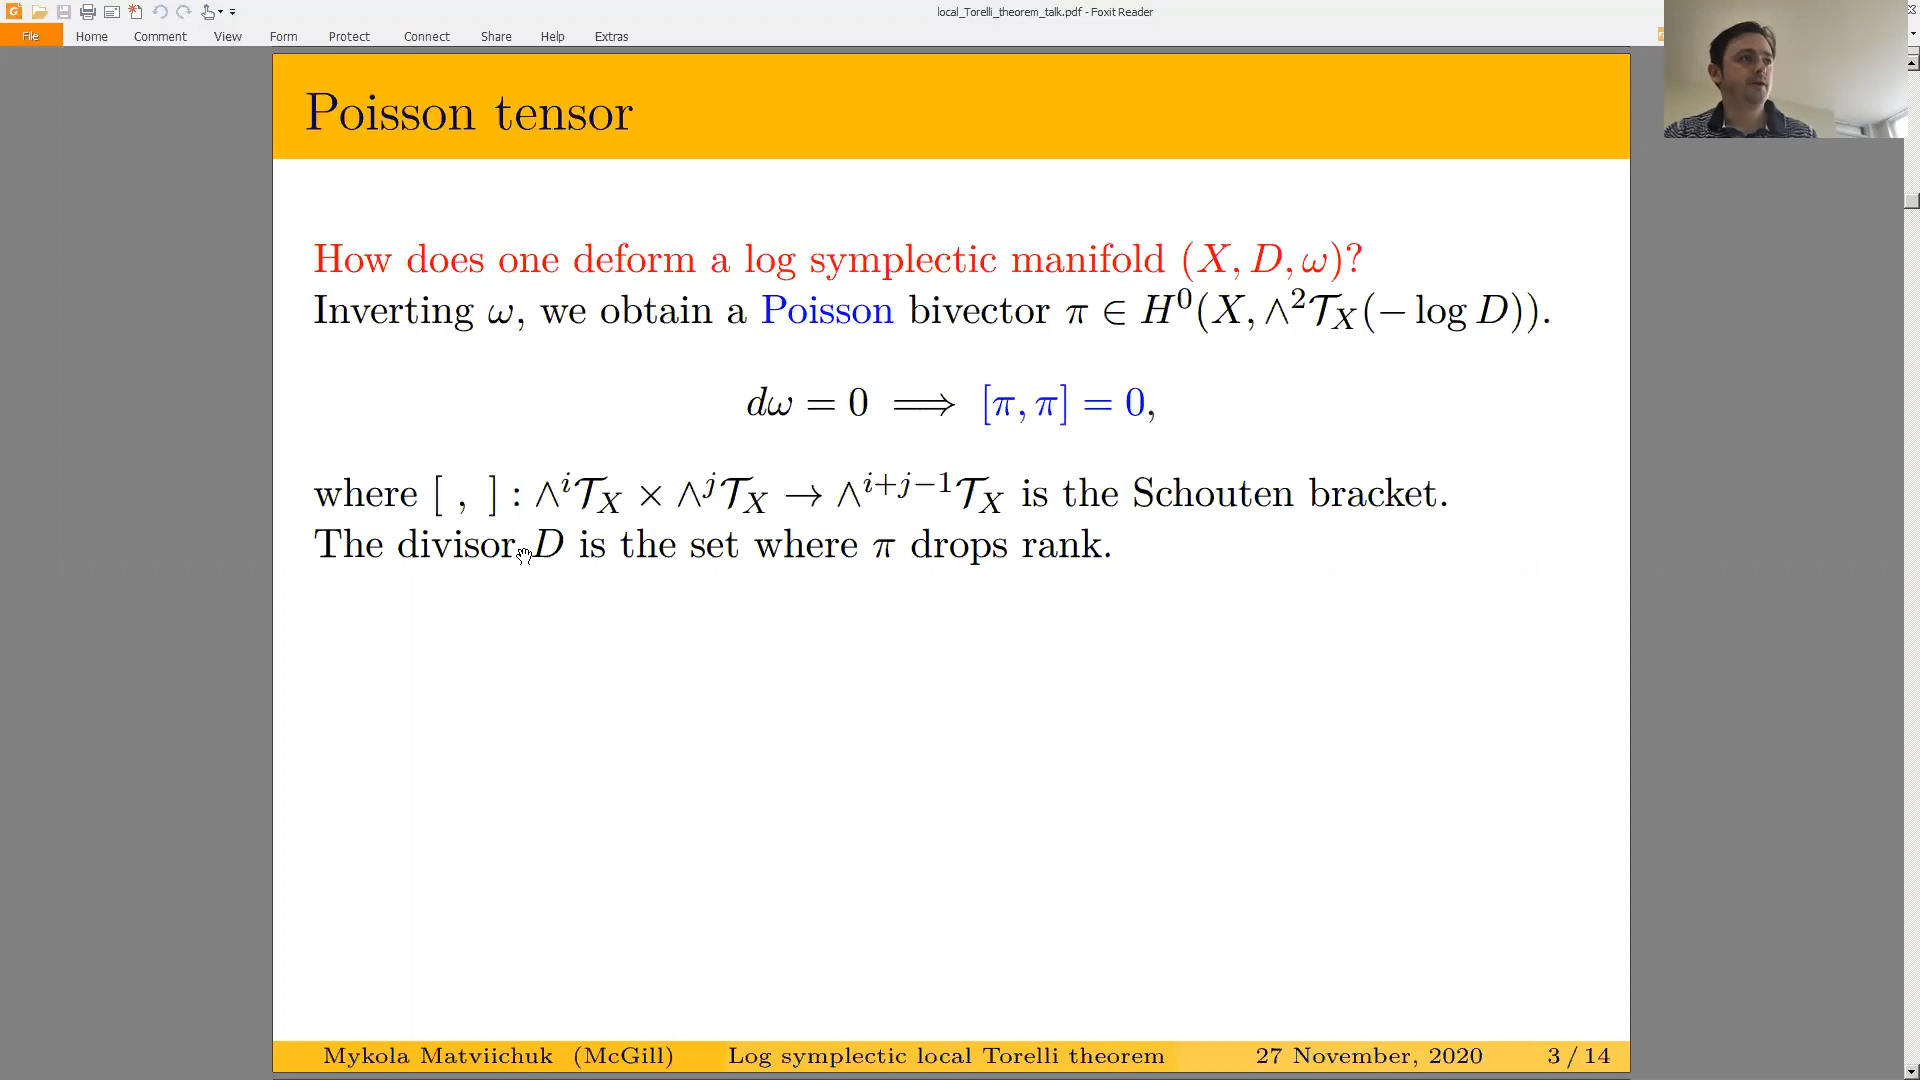 local_Torelli_theorem_talk.pdf - Foxit Reader
File Home Comment View Form Protect Connect Share Help Extras
Poisson tensor
How does one deform a log symplectic manifold (X, D, ω)?
Inverting ω, we obtain a Poisson bivector π ∈ H⁰(X, ∧²𝒯_X(− log D)).
dω = 0 ⟹ [π, π] = 0,
where [ , ] : ∧^i𝒯_X × ∧^j𝒯_X → ∧^{i+j−1}𝒯_X is the Schouten bracket.
The divisor D is the set where π drops rank.
Mykola Matviichuk (McGill) Log symplectic local Torelli theorem 27 November, 2020 3 / 14